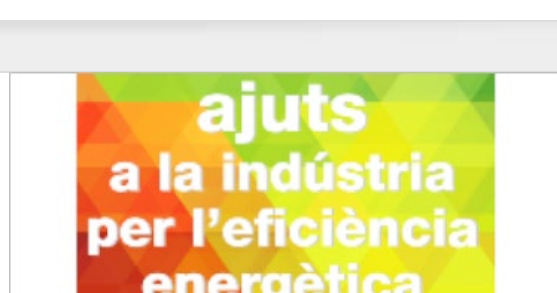 ajuts
a la indústria
per l'eficiència
energètica